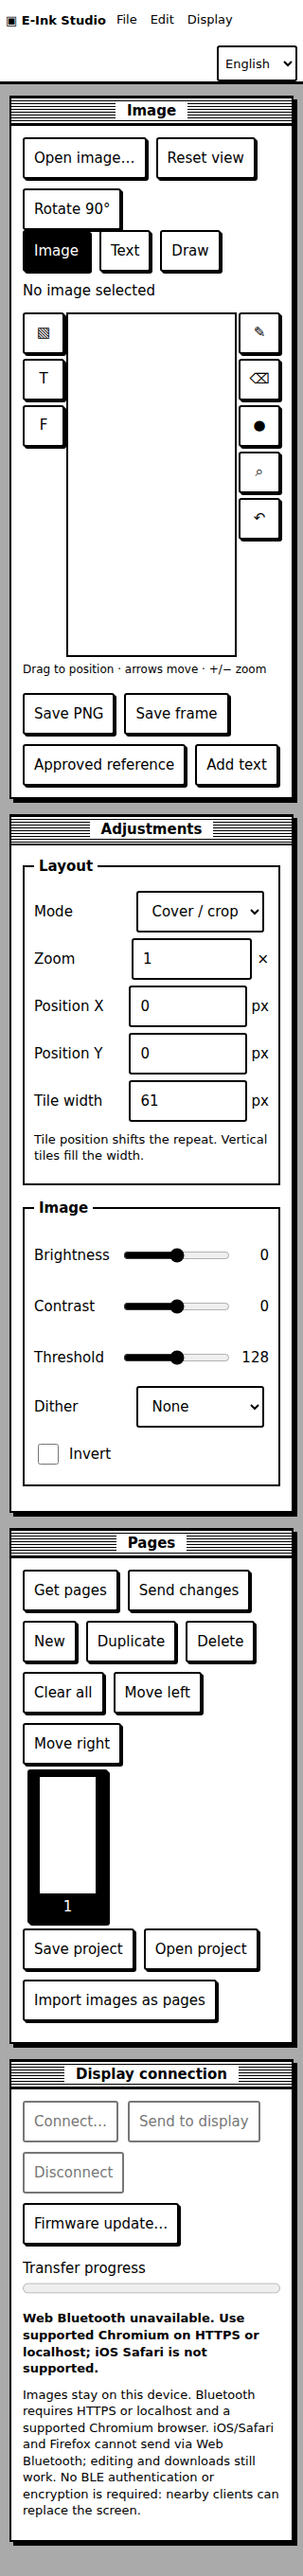 ▣ E-Ink Studio File Edit Display
English
Image
Open image… Reset view
Rotate 90°
Image Text Draw
No image selected
▧ ✎
T ⌫
F ●
⌕
↶
Drag to position · arrows move · +/− zoom
Save PNG Save frame
Approved reference Add text
Adjustments
Layout
Mode Cover / crop
Zoom 1 ×
Position X 0 px
Position Y 0 px
Tile width 61 px
Tile position shifts the repeat. Vertical
tiles fill the width.
Image
Brightness 0
Contrast 0
Threshold 128
Dither None
Invert
Pages
Get pages Send changes
New Duplicate Delete
Clear all Move left
Move right
1
Save project Open project
Import images as pages
Display connection
Connect… Send to display
Disconnect
Firmware update…
Transfer progress
Web Bluetooth unavailable. Use
supported Chromium on HTTPS or
localhost; iOS Safari is not
supported.
Images stay on this device. Bluetooth
requires HTTPS or localhost and a
supported Chromium browser. iOS/Safari
and Firefox cannot send via Web
Bluetooth; editing and downloads still
work. No BLE authentication or
encryption is required: nearby clients can
replace the screen.